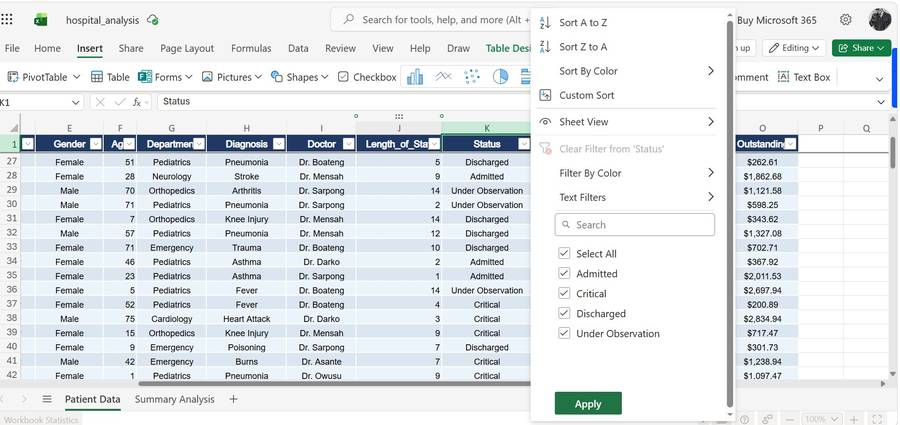 hospital_analysis
Search for tools, help, and more (Alt +
Buy Microsoft 365
File Home Insert Share Page Layout Formulas Data Review View Help Draw Table Desi
n up Editing Share
PivotTable Table Forms Pictures Shapes Checkbox
mment Text Box
K1 fx Status
E F G H I J K O P Q
1 Gender Ag Departmen Diagnosis Doctor Length_of_Sta Status Outstanding
27 Female 51 Pediatrics Pneumonia Dr. Boateng 5 Discharged $262.61
28 Female 28 Neurology Stroke Dr. Mensah 9 Admitted $1,862.68
29 Male 70 Orthopedics Arthritis Dr. Sarpong 14 Under Observation $1,121.58
30 Male 71 Pediatrics Pneumonia Dr. Sarpong 2 Under Observation $598.25
31 Female 7 Orthopedics Knee Injury Dr. Mensah 14 Discharged $343.62
32 Male 57 Pediatrics Pneumonia Dr. Mensah 12 Discharged $1,327.08
33 Female 71 Emergency Trauma Dr. Boateng 10 Discharged $702.71
34 Female 46 Pediatrics Asthma Dr. Darko 2 Admitted $367.92
35 Female 23 Pediatrics Asthma Dr. Sarpong 1 Admitted $2,011.53
36 Female 5 Pediatrics Fever Dr. Boateng 14 Under Observation $2,697.94
37 Female 52 Pediatrics Fever Dr. Boateng 4 Critical $200.89
38 Male 75 Cardiology Heart Attack Dr. Darko 3 Critical $2,834.94
39 Female 15 Orthopedics Knee Injury Dr. Mensah 9 Critical $717.47
40 Female 9 Emergency Poisoning Dr. Sarpong 7 Discharged $301.73
41 Male 42 Emergency Burns Dr. Asante 7 Critical $1,238.94
42 Female 1 Pediatrics Pneumonia Dr. Owusu 9 Critical $1,097.47
Sort A to Z
Sort Z to A
Sort By Color
Custom Sort
Sheet View
Clear Filter from 'Status'
Filter By Color
Text Filters
Search
Select All
Admitted
Critical
Discharged
Under Observation
Apply
Patient Data Summary Analysis
Workbook Statistics
100%